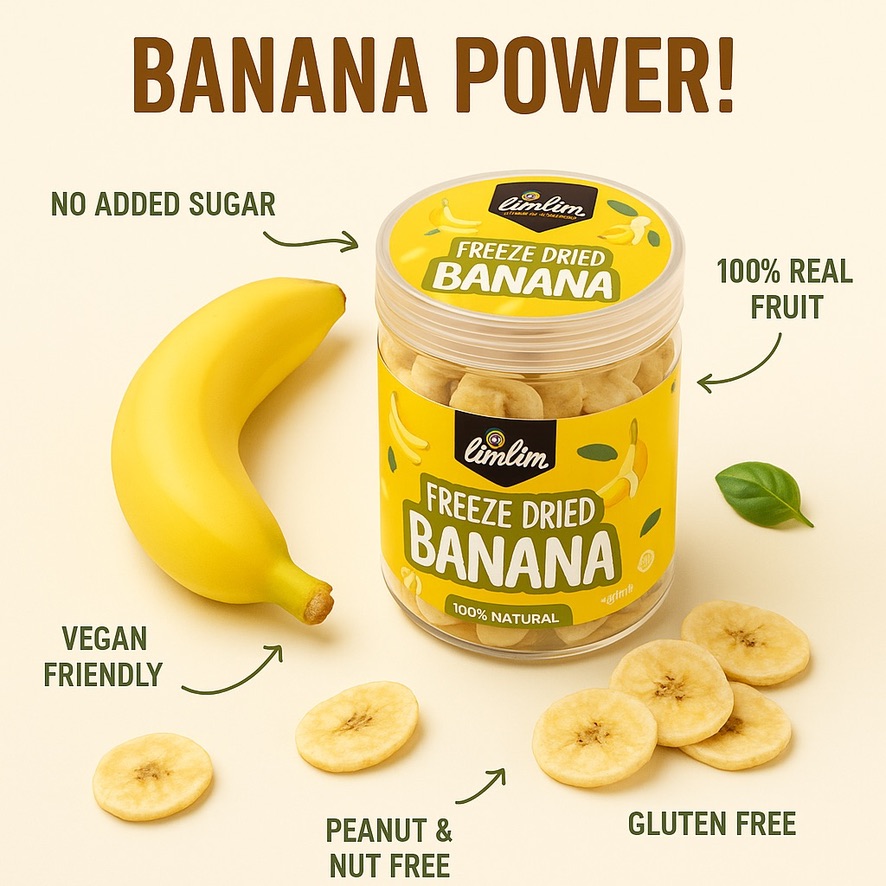 BANANA POWER!
NO ADDED SUGAR
limlim
FREEZE DRIED
BANANA
100% REAL
FRUIT
limlim
FREEZE DRIED
BANANA
100% NATURAL
VEGAN
FRIENDLY
PEANUT &
NUT FREE
GLUTEN FREE